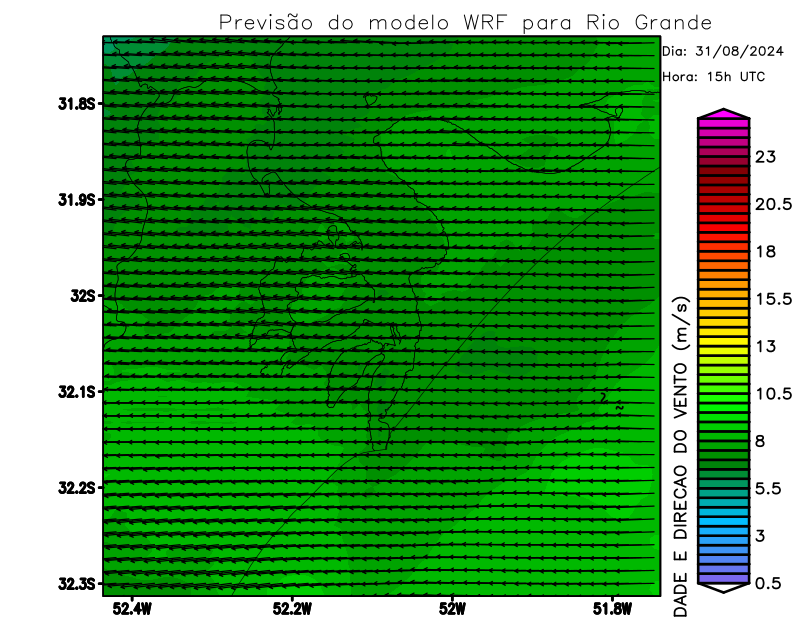 Previsão do modelo WRF para Rio Grande
Dia: 31/08/2024
Hora: 15h UTC
31.8S
31.9S
32S
32.1S
32.2S
32.3S
52.4W
52.2W
52W
51.8W
DADE E DIRECAO DO VENTO (m/s)
23
20.5
18
15.5
13
10.5
8
5.5
3
0.5